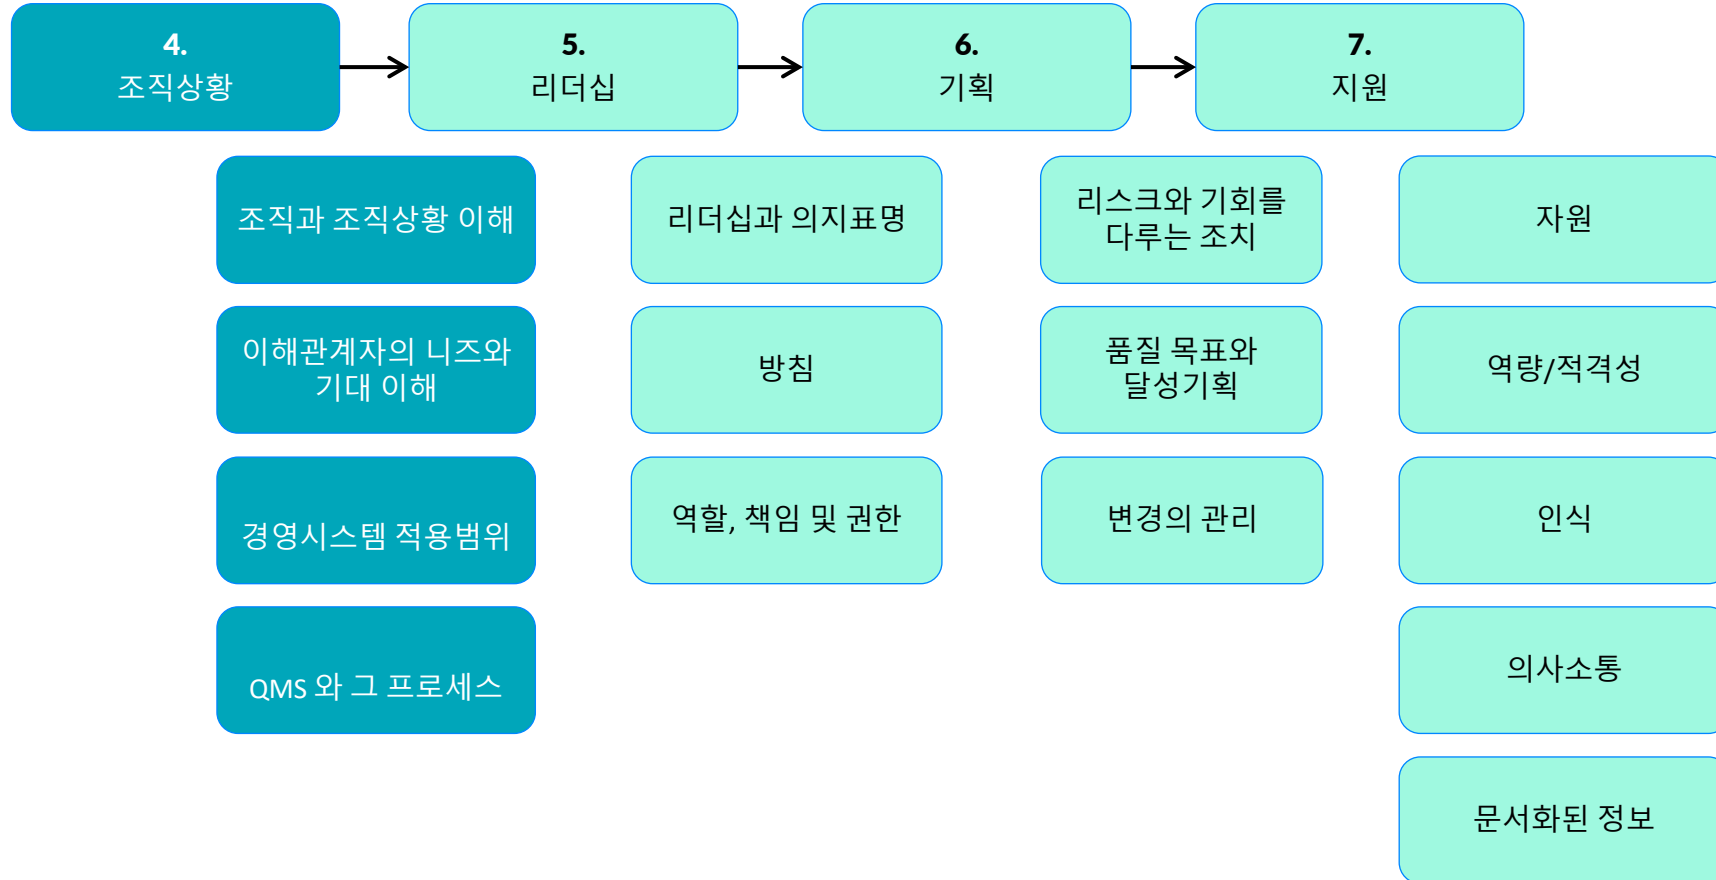 4.
조직상황
5.
리더십
6.
기획
7.
지원
조직과 조직상황 이해
이해관계자의 니즈와
기대 이해
경영시스템 적용범위
QMS 와 그 프로세스
리더십과 의지표명
방침
역할, 책임 및 권한
리스크와 기회를
다루는 조치
품질 목표와
달성기획
변경의 관리
자원
역량/적격성
인식
의사소통
문서화된 정보